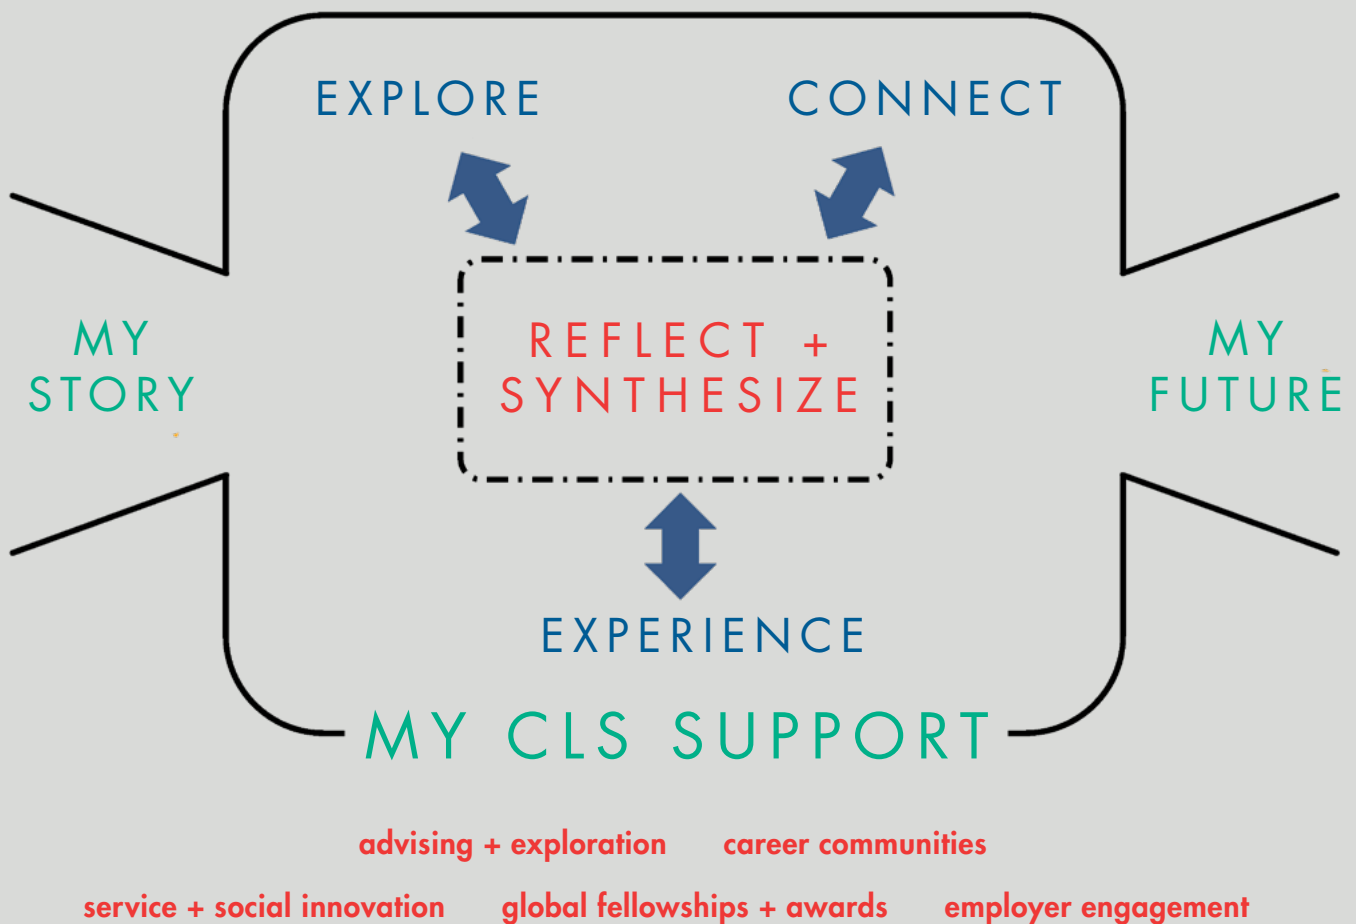 EXPLORE
CONNECT
MY
STORY
REFLECT +
SYNTHESIZE
MY
FUTURE
EXPERIENCE
MY CLS SUPPORT
advising + exploration
career communities
service + social innovation
global fellowships + awards
employer engagement